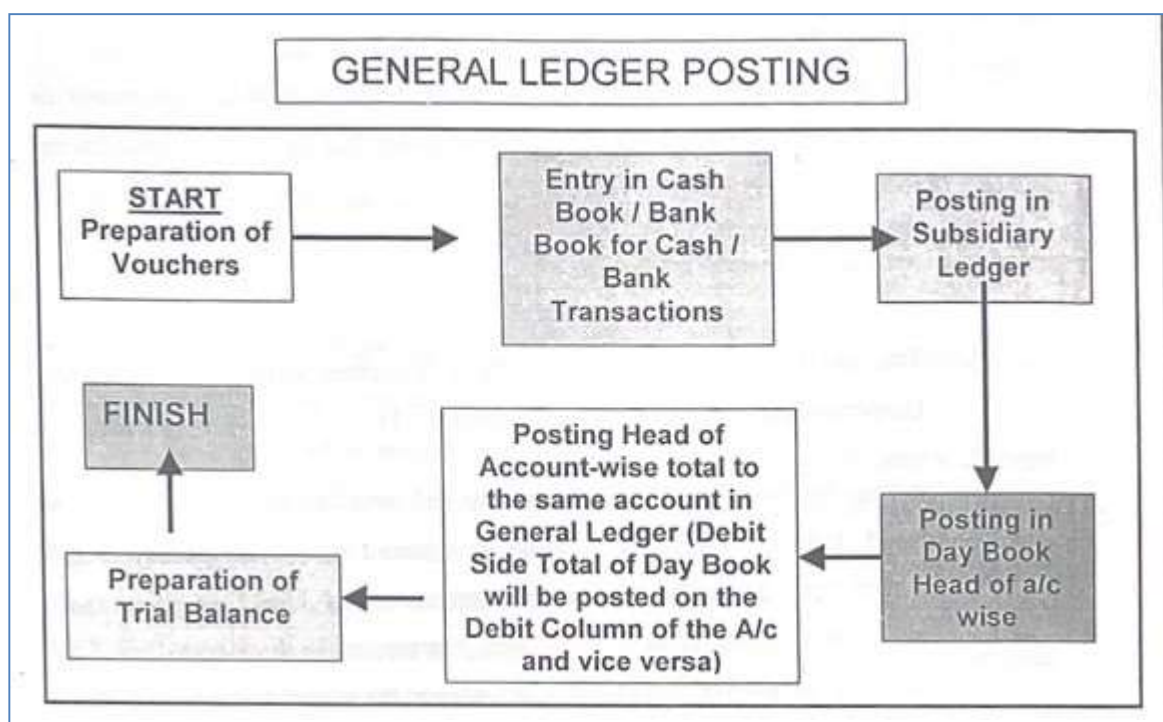 GENERAL LEDGER POSTING
START
Preparation of
Vouchers
Entry in Cash
Book / Bank
Book for Cash /
Bank
Transactions
Posting in
Subsidiary
Ledger
Posting in
Day Book
Head of a/c
wise
Posting Head of
Account-wise total to
the same account in
General Ledger (Debit
Side Total of Day Book
will be posted on the
Debit Column of the A/c
and vice versa)
Preparation of
Trial Balance
FINISH